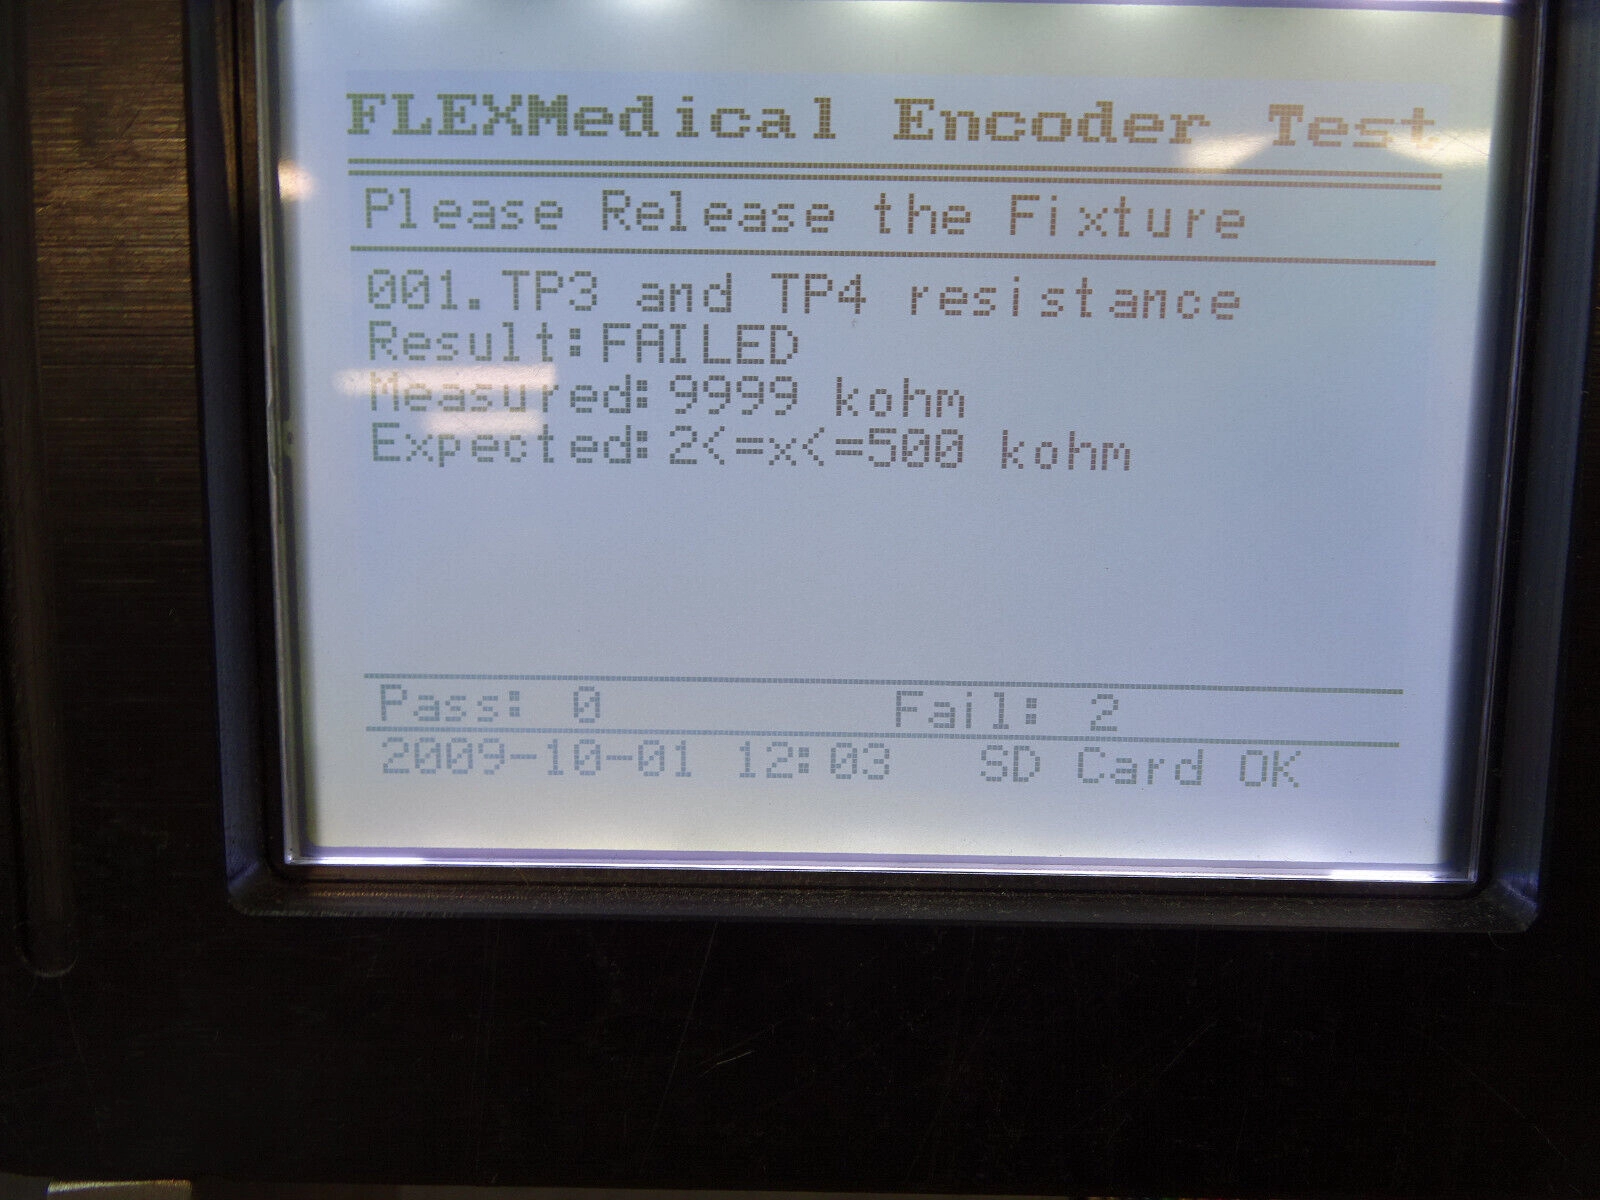 FLEXMedical Encoder Test
Please Release the Fixture
001.TP3 and TP4 resistance
Result:FAILED
Measured:9999 kohm
Expected:2<=x<=500 kohm
Pass: 0 Fail: 2
2009-10-01 12:03 SD Card OK